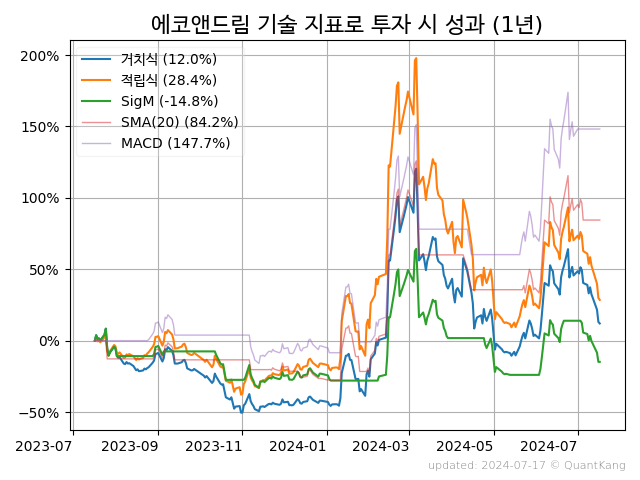 에코앤드림 기술 지표로 투자 시 성과 (1년)
200%
150%
100%
50%
0%
−50%
거치식 (12.0%)
적립식 (28.4%)
SigM (-14.8%)
SMA(20) (84.2%)
MACD (147.7%)
2023-07 2023-09 2023-11 2024-01 2024-03 2024-05 2024-07
updated: 2024-07-17 © QuantKang